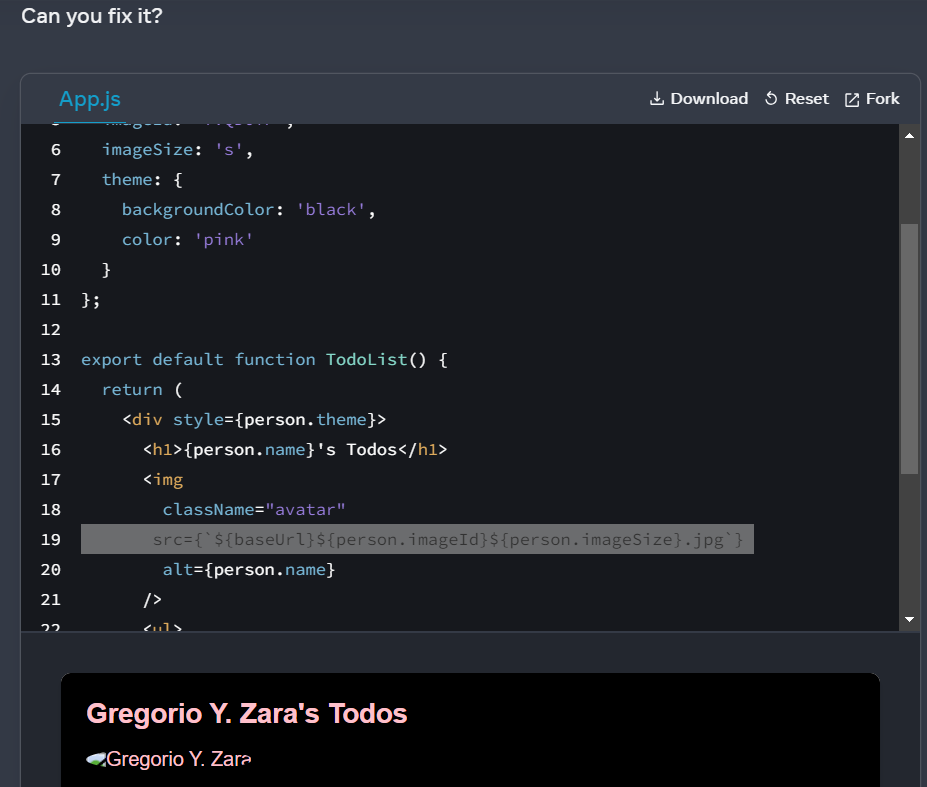 Can you fix it?
App.js
Download Reset Fork
6 imageSize: 's',
7 theme: {
8 backgroundColor: 'black',
9 color: 'pink'
10 }
11 };
12
13 export default function TodoList() {
14 return (
15 <div style={person.theme}>
16 <h1>{person.name}'s Todos</h1>
17 <img
18 className="avatar"
19 src={`${baseUrl}${person.imageId}${person.imageSize}.jpg`}
20 alt={person.name}
21 />
22 <ul>
Gregorio Y. Zara's Todos
Gregorio Y. Zara